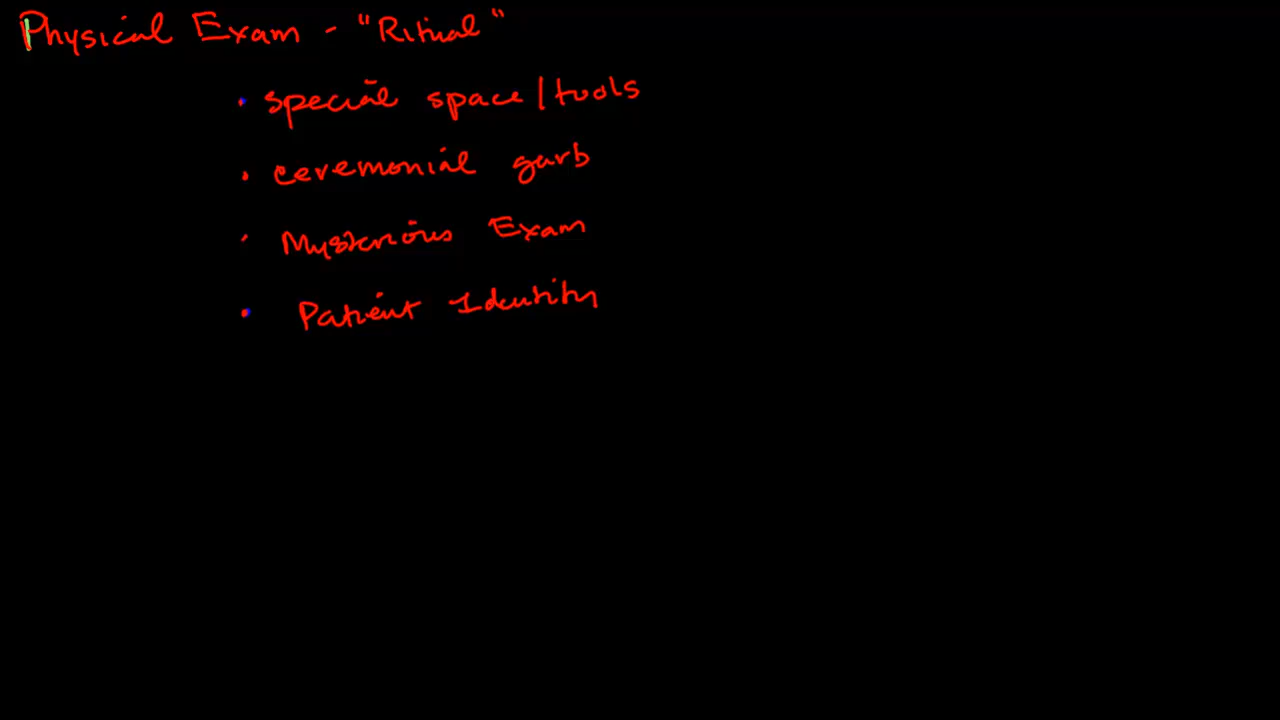 Physical Exam - "Ritual"
• special space/tools
• ceremonial garb
• Mysterious Exam
• Patient Identity